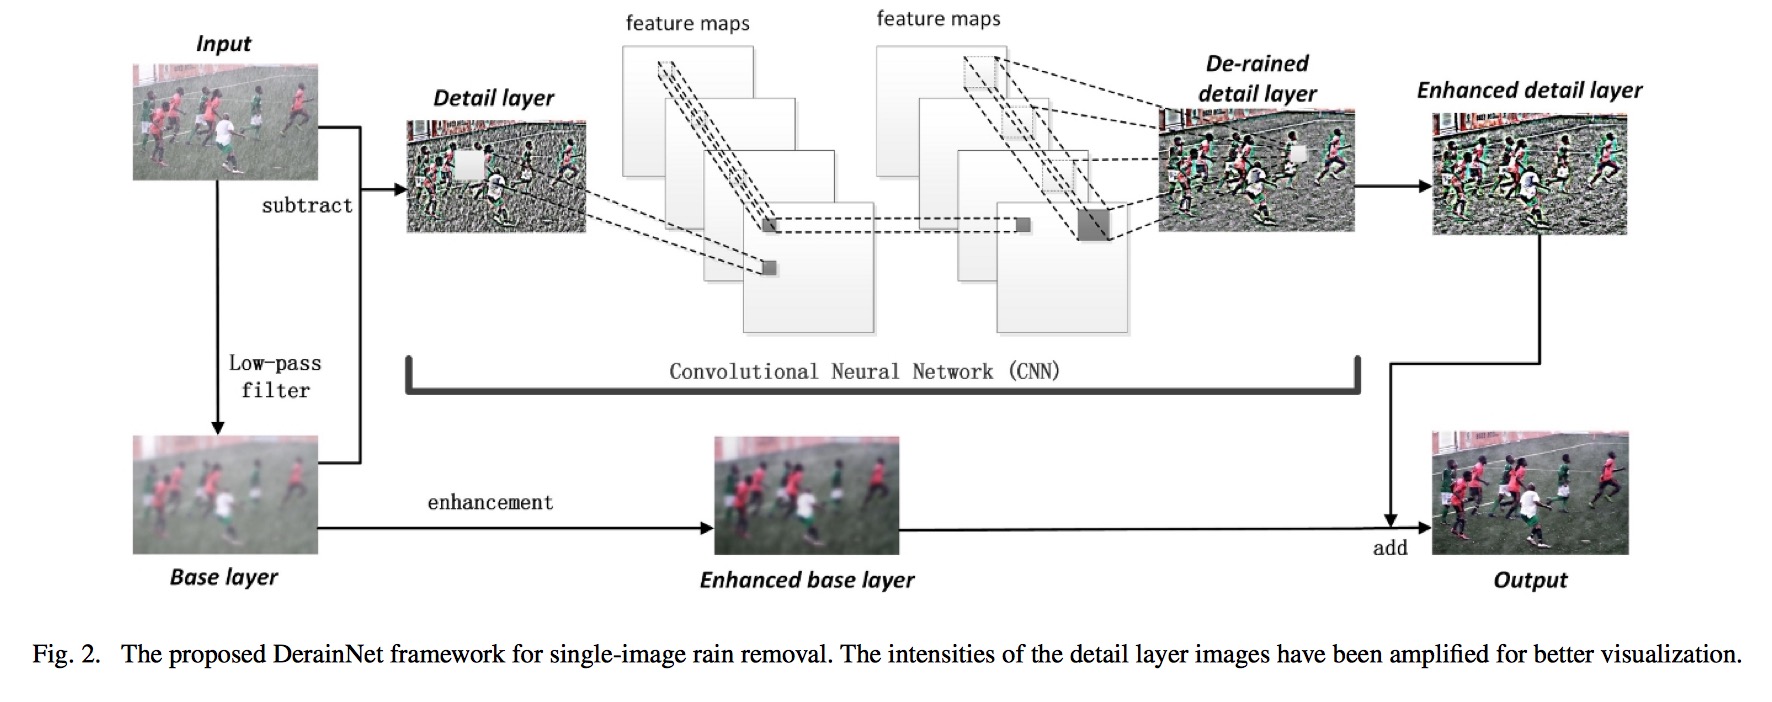 Input
feature maps
feature maps
Detail layer
De-rained
detail layer
Enhanced detail layer
subtract
Low-pass
filter
Convolutional Neural Network (CNN)
enhancement
add
Base layer
Enhanced base layer
Output
Fig. 2. The proposed DerainNet framework for single-image rain removal. The intensities of the detail layer images have been amplified for better visualization.